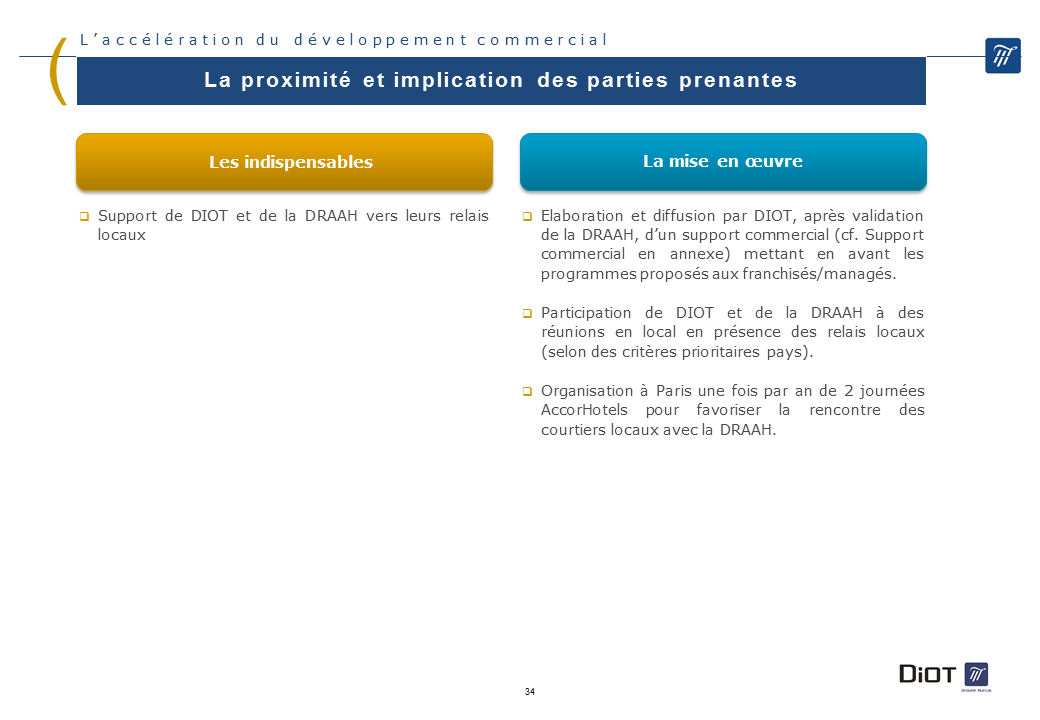 L’accélération du développement commercial
La proximité et implication des parties prenantes
Les indispensables
Support de DIOT et de la DRAAH vers leurs relais
locaux
La mise en œuvre
Elaboration et diffusion par DIOT, après validation
de la DRAAH, d’un support commercial (cf. Support
commercial en annexe) mettant en avant les
programmes proposés aux franchisés/managés.
Participation de DIOT et de la DRAAH à des
réunions en local en présence des relais locaux
(selon des critères prioritaires pays).
Organisation à Paris une fois par an de 2 journées
AccorHotels pour favoriser la rencontre des
courtiers locaux avec la DRAAH.
DiOT
Groupe Burrus
34